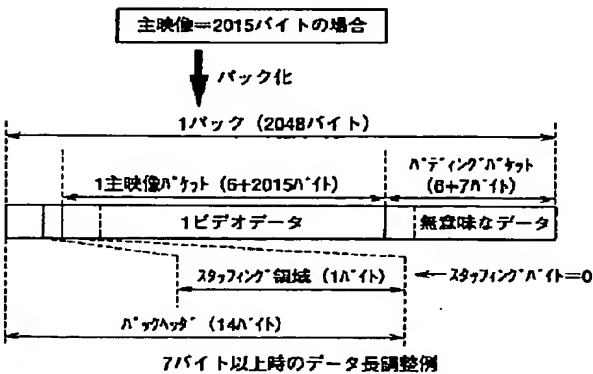 主映像=2015バイトの場合
パック化
1パック (2048バイト)
1主映像パケット (6+2015バイト)
パディングパケット
(6+7バイト)
1ビデオデータ
無意味なデータ
スタッフィング領域 (1バイト)
←スタッフィングバイト=0
パックヘッダ (14バイト)
7バイト以上時のデータ長調整例